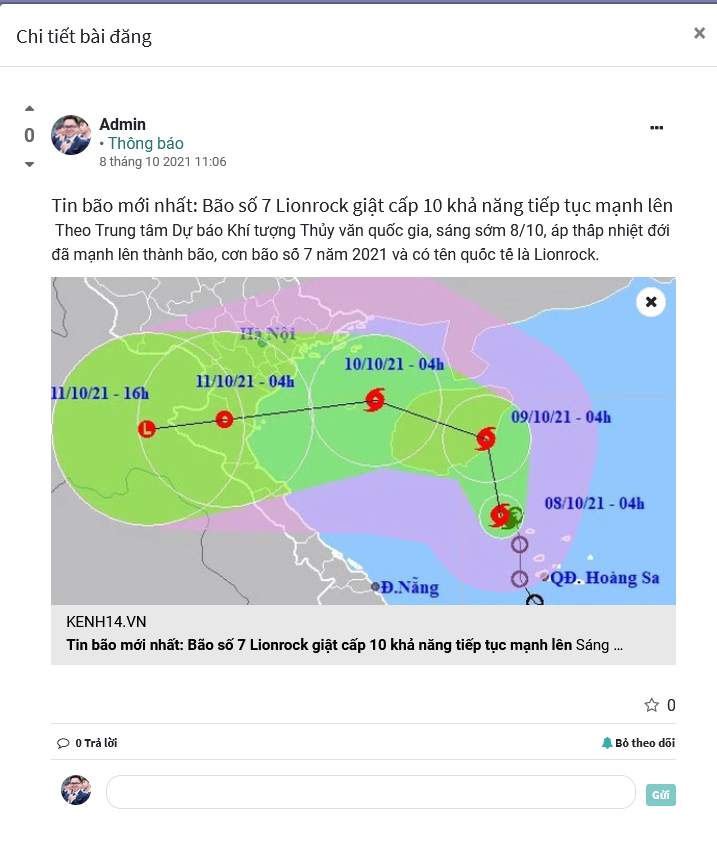 Chi tiết bài đăng
×
0
Admin
• Thông báo
8 tháng 10 2021 11:06
Tin bão mới nhất: Bão số 7 Lionrock giật cấp 10 khả năng tiếp tục mạnh lên
Theo Trung tâm Dự báo Khí tượng Thủy văn quốc gia, sáng sớm 8/10, áp thấp nhiệt đới
đã mạnh lên thành bão, cơn bão số 7 năm 2021 và có tên quốc tế là Lionrock.
Hà Nội
10/10/21 - 04h
11/10/21 - 04h
11/10/21 - 16h
L
09/10/21 - 04h
08/10/21 - 04h
QĐ. Hoàng Sa
Đ.Nẵng
KENH14.VN
Tin bão mới nhất: Bão số 7 Lionrock giật cấp 10 khả năng tiếp tục mạnh lên Sáng ...
0
0 Trả lời
Bỏ theo dõi
Gửi